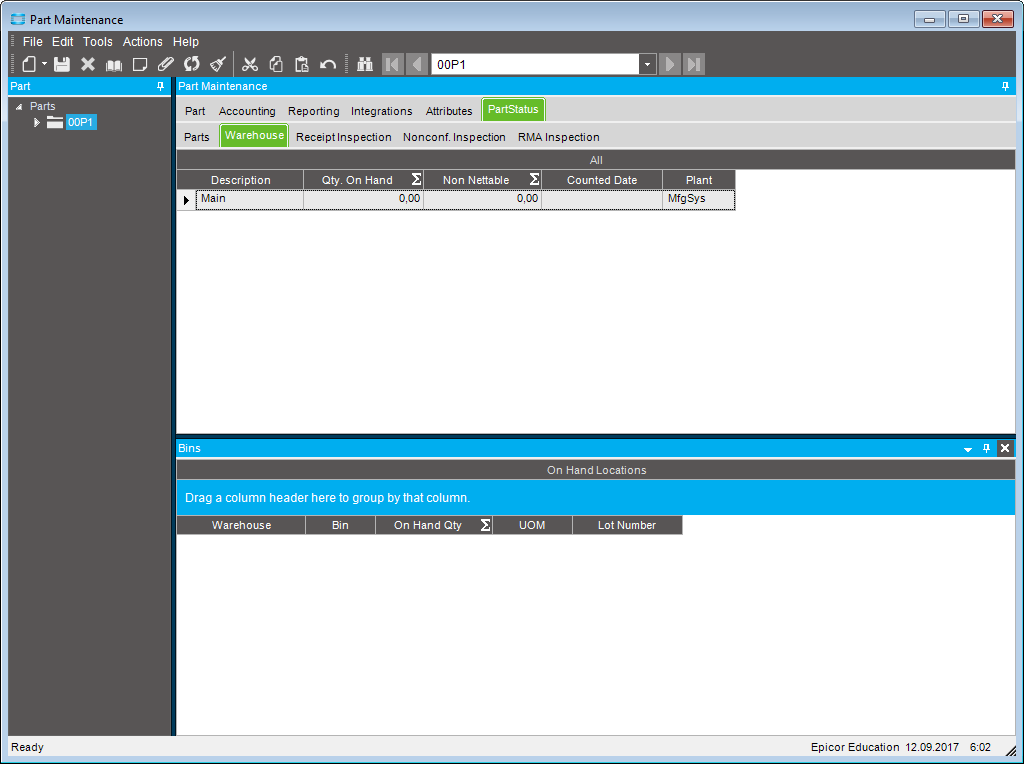 Part Maintenance
File Edit Tools Actions Help
00P1
Part
Parts
00P1
Part Maintenance
Part Accounting Reporting Integrations Attributes PartStatus
Parts Warehouse Receipt Inspection Nonconf. Inspection RMA Inspection
All
Description Qty. On Hand Σ Non Nettable Σ Counted Date Plant
Main 0,00 0,00 MfgSys
Bins
On Hand Locations
Drag a column header here to group by that column.
Warehouse Bin On Hand Qty Σ UOM Lot Number
Ready Epicor Education 12.09.2017 6:02